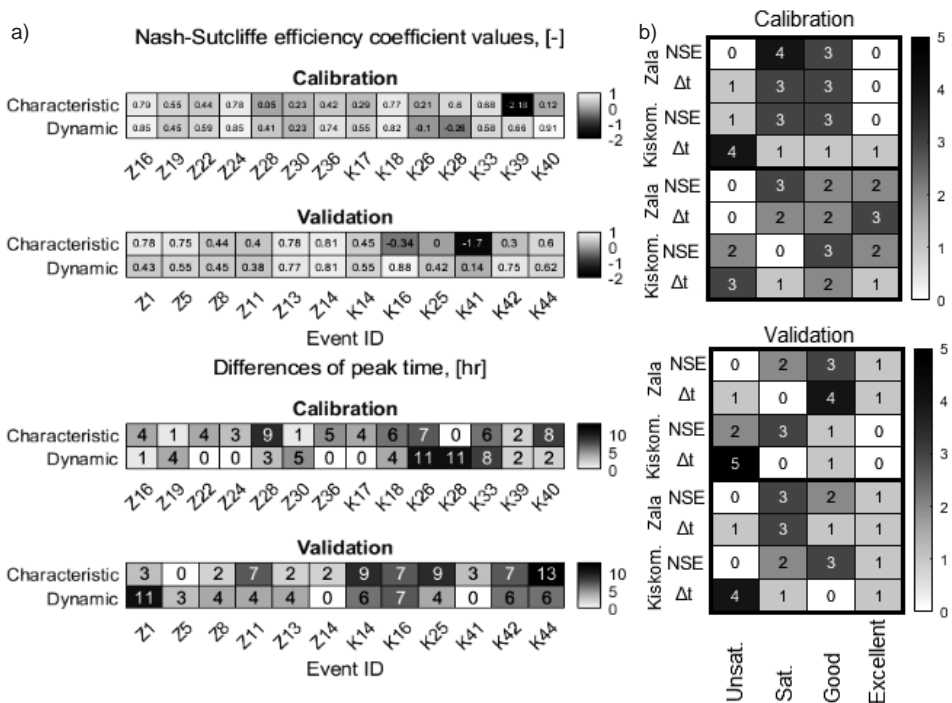 a)
Nash-Sutcliffe efficiency coefficient values, [-]
Calibration
Characteristic 0.79 0.55 0.44 0.78 0.05 0.23 0.42 0.29 0.77 0.21 0.6 0.68 -2.18 0.12
Dynamic 0.85 0.45 0.59 0.85 0.41 0.23 0.74 0.55 0.82 -0.1 -0.26 0.58 0.66 0.91
1
0
-1
-2
Z16 Z19 Z22 Z24 Z28 Z30 Z36 K17 K18 K26 K28 K33 K39 K40
Validation
Characteristic 0.78 0.75 0.44 0.4 0.78 0.81 0.45 -0.34 0 -1.7 0.3 0.6
Dynamic 0.43 0.55 0.45 0.38 0.77 0.81 0.55 0.88 0.42 0.14 0.75 0.62
1
0
-1
-2
Z1 Z5 Z8 Z11 Z13 Z14 K14 K16 K25 K41 K42 K44
Event ID
Differences of peak time, [hr]
Calibration
Characteristic 4 1 4 3 9 1 5 4 6 7 0 6 2 8
Dynamic 1 4 0 0 3 5 0 0 4 11 11 8 2 2
10
5
0
Z16 Z19 Z22 Z24 Z28 Z30 Z36 K17 K18 K26 K28 K33 K39 K40
Validation
Characteristic 3 0 2 7 2 2 9 7 9 3 7 13
Dynamic 11 3 4 4 4 0 6 7 4 0 6 6
10
5
0
Z1 Z5 Z8 Z11 Z13 Z14 K14 K16 K25 K41 K42 K44
Event ID
b)
Calibration
Zala
NSE 0 4 3 0
Δt 1 3 3 0
Kiskom.
NSE 1 3 3 0
Δt 4 1 1 1
Zala
NSE 0 3 2 2
Δt 0 2 2 3
Kiskom.
NSE 2 0 3 2
Δt 3 1 2 1
5
4
3
2
1
0
Validation
Zala
NSE 0 2 3 1
Δt 1 0 4 1
Kiskom.
NSE 2 3 1 0
Δt 5 0 1 0
Zala
NSE 0 3 2 1
Δt 1 3 1 1
Kiskom.
NSE 0 2 3 1
Δt 4 1 0 1
5
4
3
2
1
0
Unsat. Sat. Good Excellent